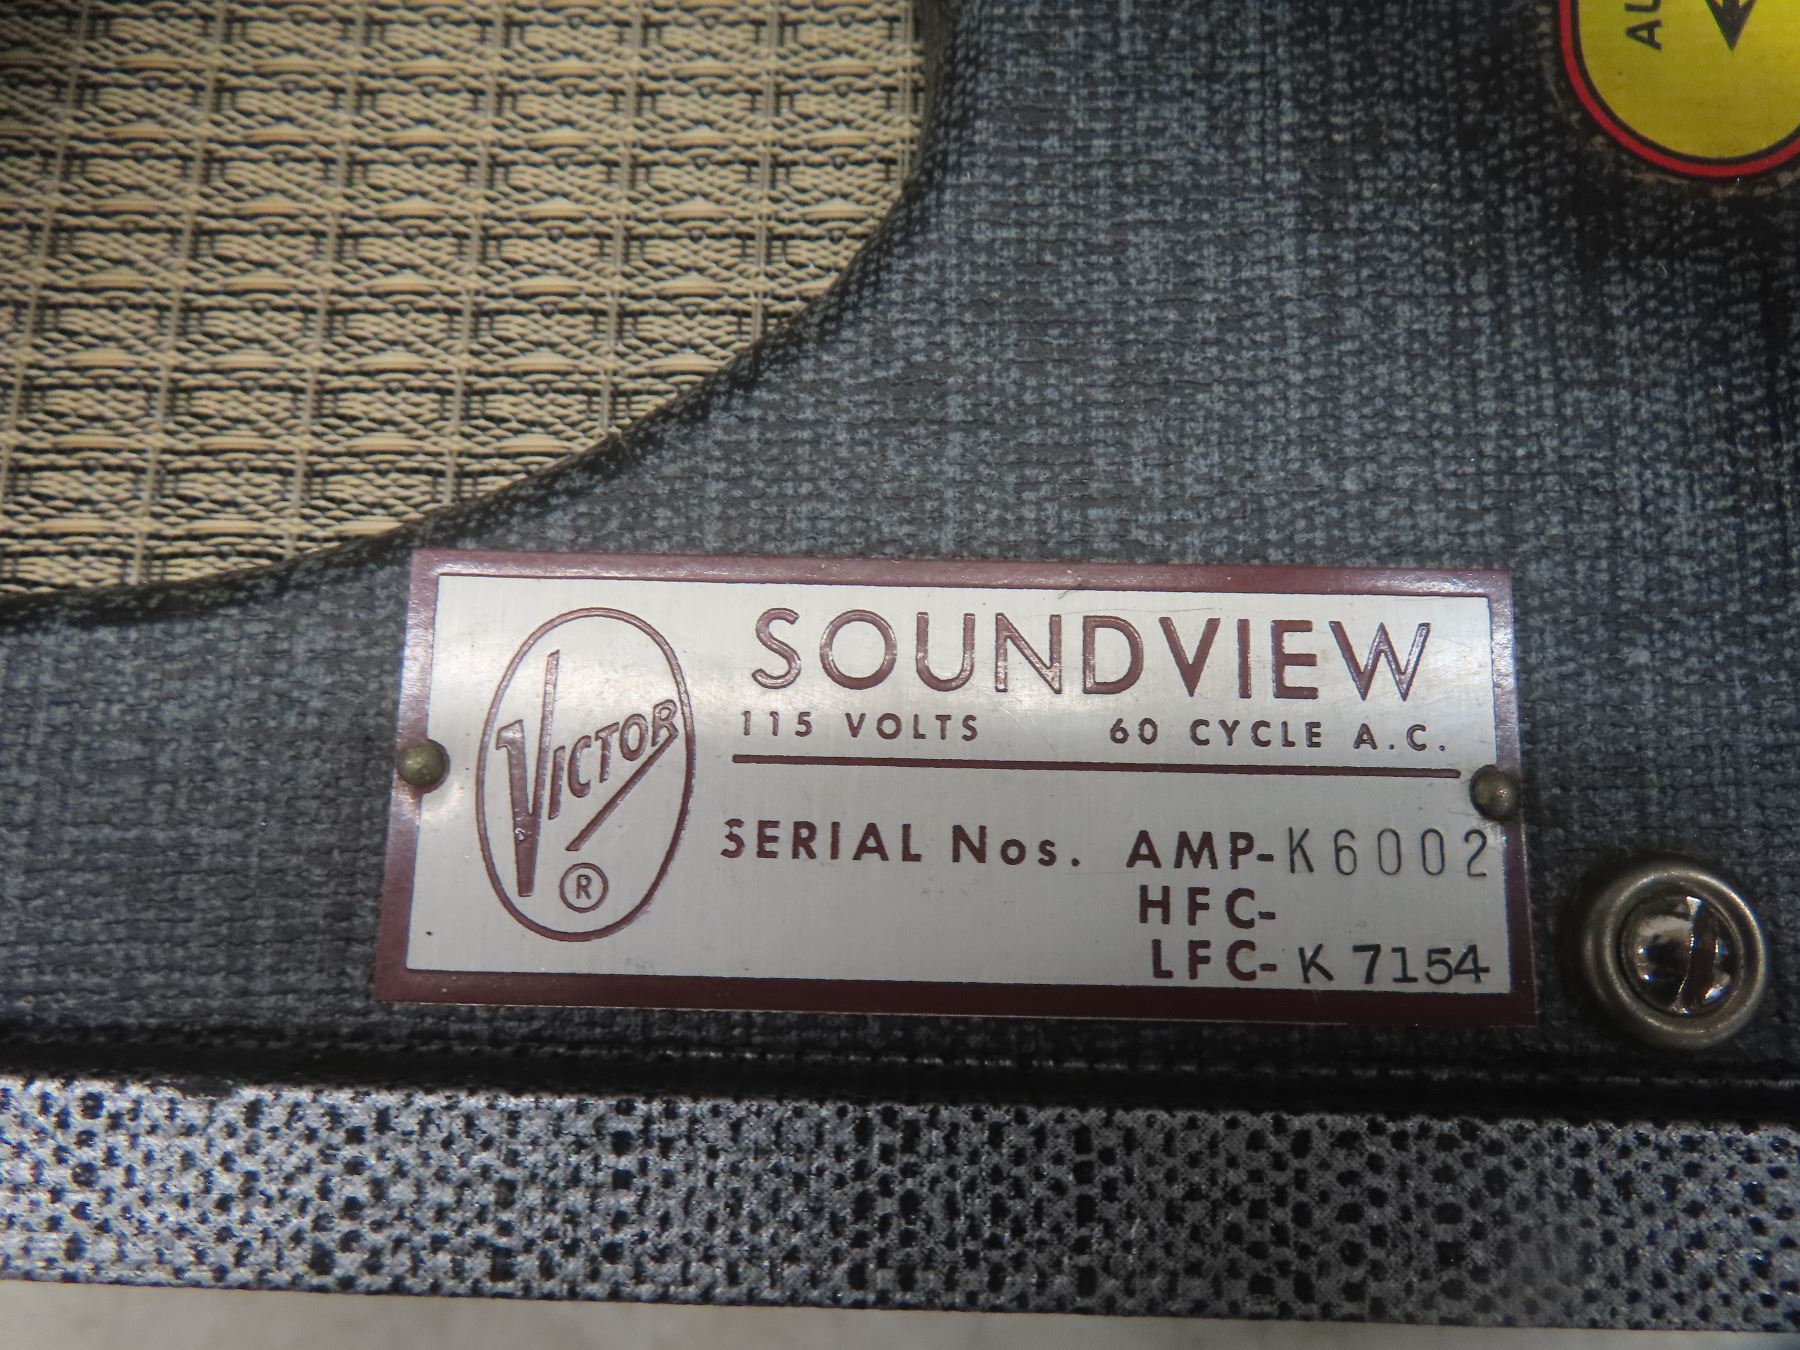 SOUNDVIEW
115 VOLTS 60 CYCLE A.C.
VICTOR
®
SERIAL Nos. AMP-K6002
HFC-
LFC-K 7154